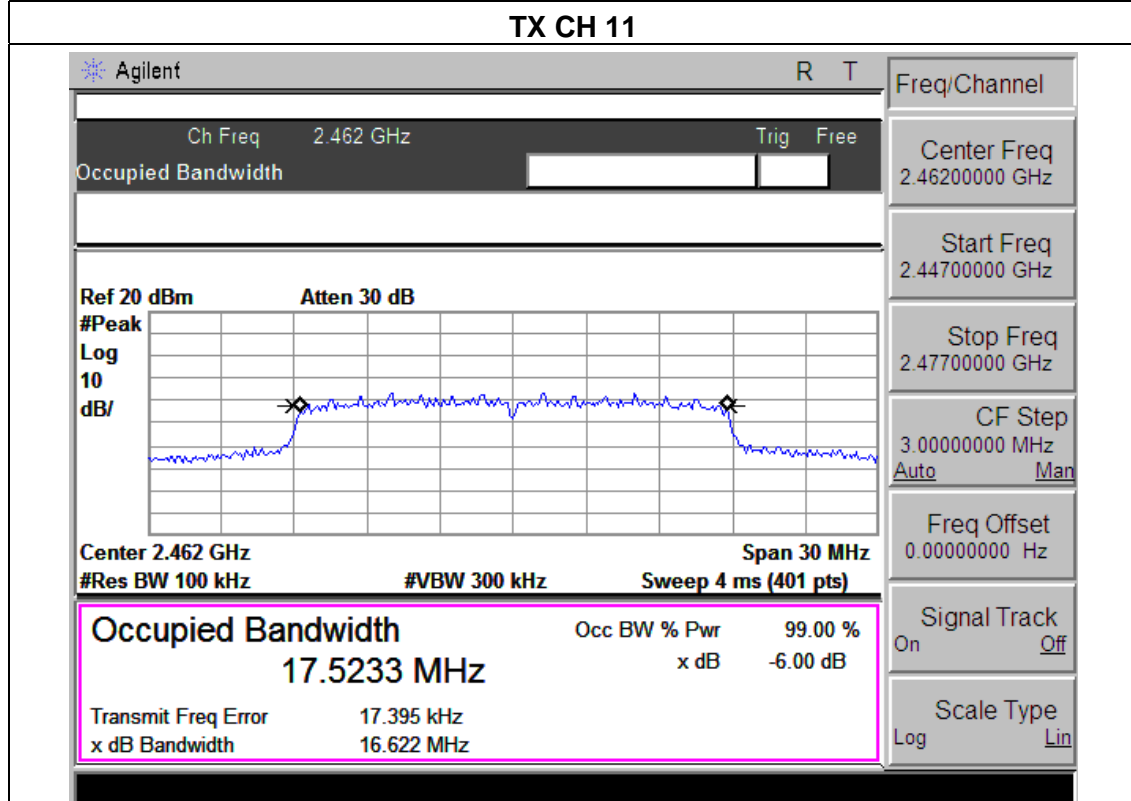 TX CH 11
Agilent R T
Ch Freq 2.462 GHz Trig Free
Occupied Bandwidth
Ref 20 dBm Atten 30 dB
#Peak
Log
10
dB/
Center 2.462 GHz Span 30 MHz
#Res BW 100 kHz #VBW 300 kHz Sweep 4 ms (401 pts)
Occupied Bandwidth
17.5233 MHz
Occ BW % Pwr 99.00 %
x dB -6.00 dB
Transmit Freq Error 17.395 kHz
x dB Bandwidth 16.622 MHz
Freq/Channel
Center Freq
2.46200000 GHz
Start Freq
2.44700000 GHz
Stop Freq
2.47700000 GHz
CF Step
3.00000000 MHz
Auto Man
Freq Offset
0.00000000 Hz
Signal Track
On Off
Scale Type
Log Lin